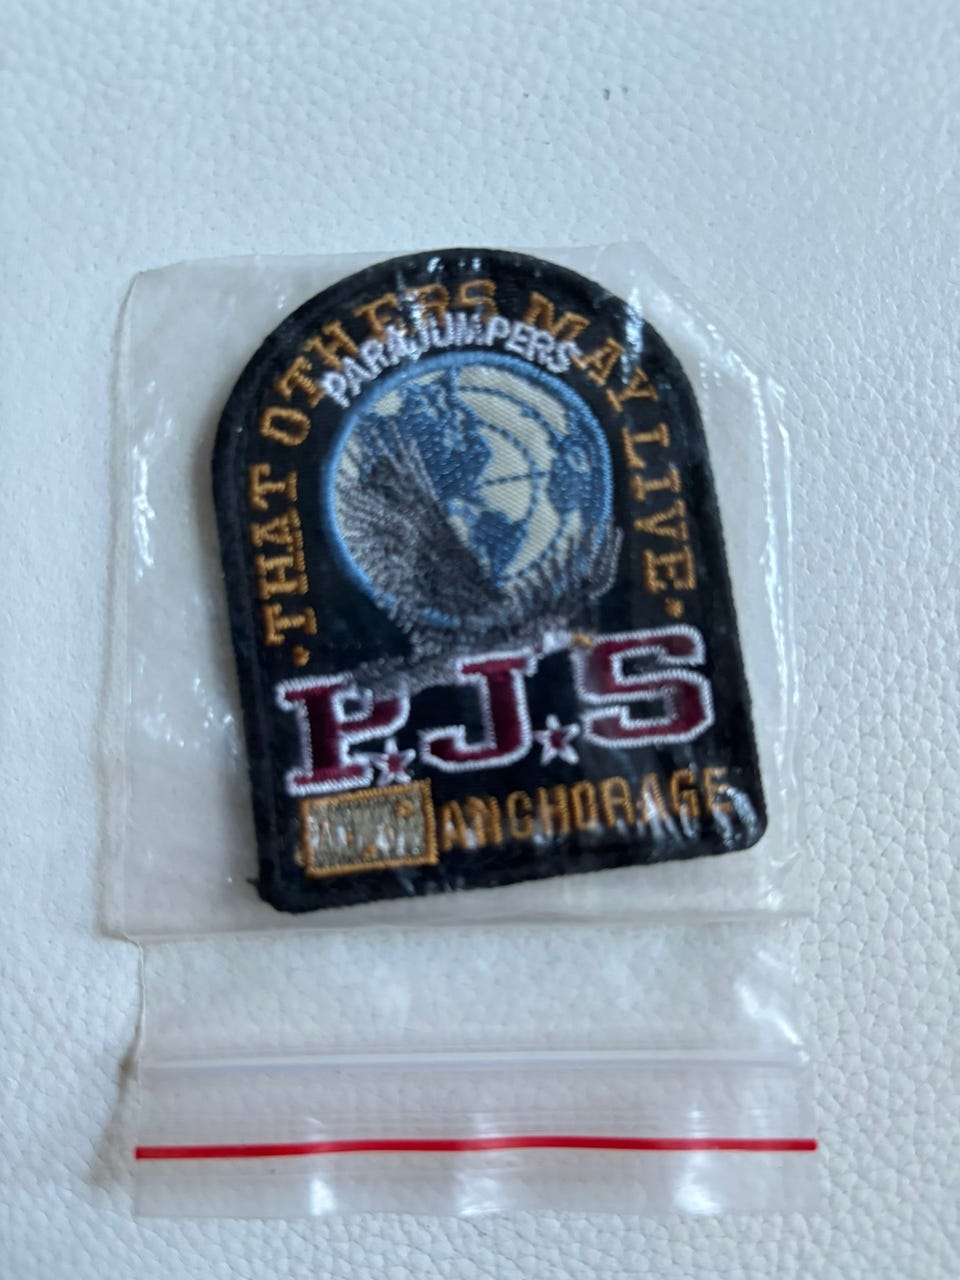 · THAT OTHERS MAY LIVE ·
PARAJUMPERS
P.J.S
ANCHORAGE